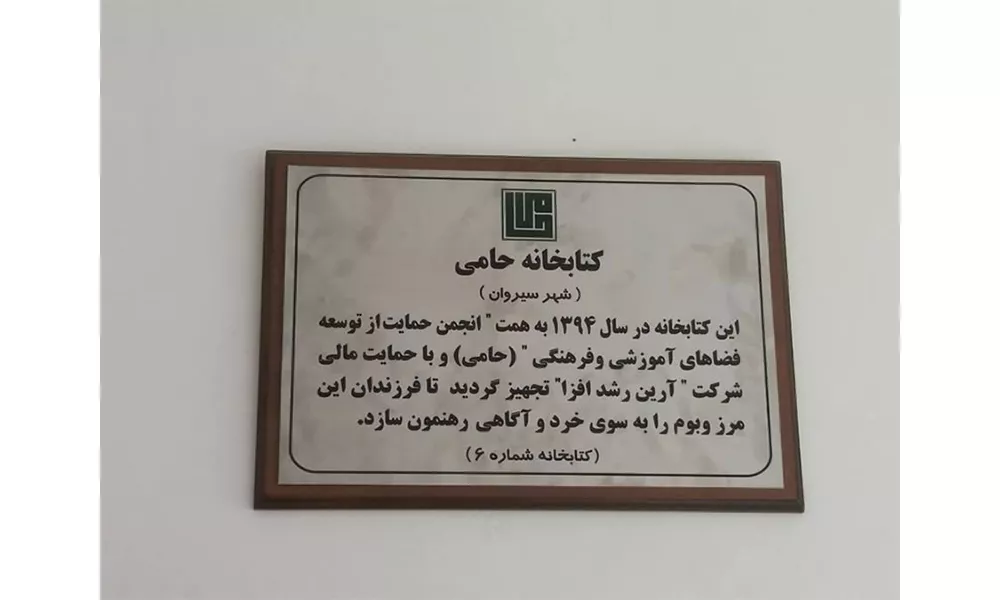 کتابخانه حامی
( شهر سیروان )
این کتابخانه در سال ۱۳۹۴ به همت " انجمن حمایت از توسعه
فضاهای آموزشی وفرهنگی " (حامی) و با حمایت مالی
شرکت " آرین رشد افزا" تجهیز گردید تا فرزندان این
مرز وبوم را به سوی خرد و آگاهی رهنمون سازد.
(کتابخانه شماره ۶)